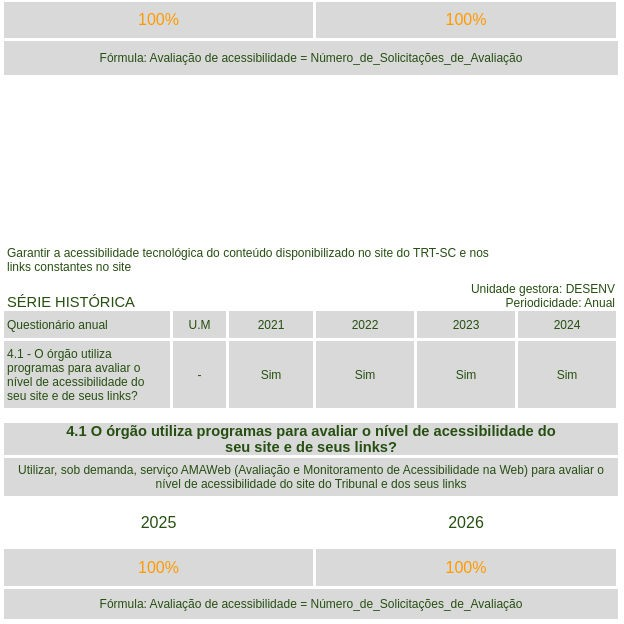 100% 100%
Fórmula: Avaliação de acessibilidade = Número_de_Solicitações_de_Avaliação
Garantir a acessibilidade tecnológica do conteúdo disponibilizado no site do TRT-SC e nos
links constantes no site
Unidade gestora: DESENV
SÉRIE HISTÓRICA Periodicidade: Anual
Questionário anual U.M 2021 2022 2023 2024
4.1 - O órgão utiliza
programas para avaliar o
nível de acessibilidade do
seu site e de seus links?
- Sim Sim Sim Sim
4.1 O órgão utiliza programas para avaliar o nível de acessibilidade do
seu site e de seus links?
Utilizar, sob demanda, serviço AMAWeb (Avaliação e Monitoramento de Acessibilidade na Web) para avaliar o
nível de acessibilidade do site do Tribunal e dos seus links
2025 2026
100% 100%
Fórmula: Avaliação de acessibilidade = Número_de_Solicitações_de_Avaliação